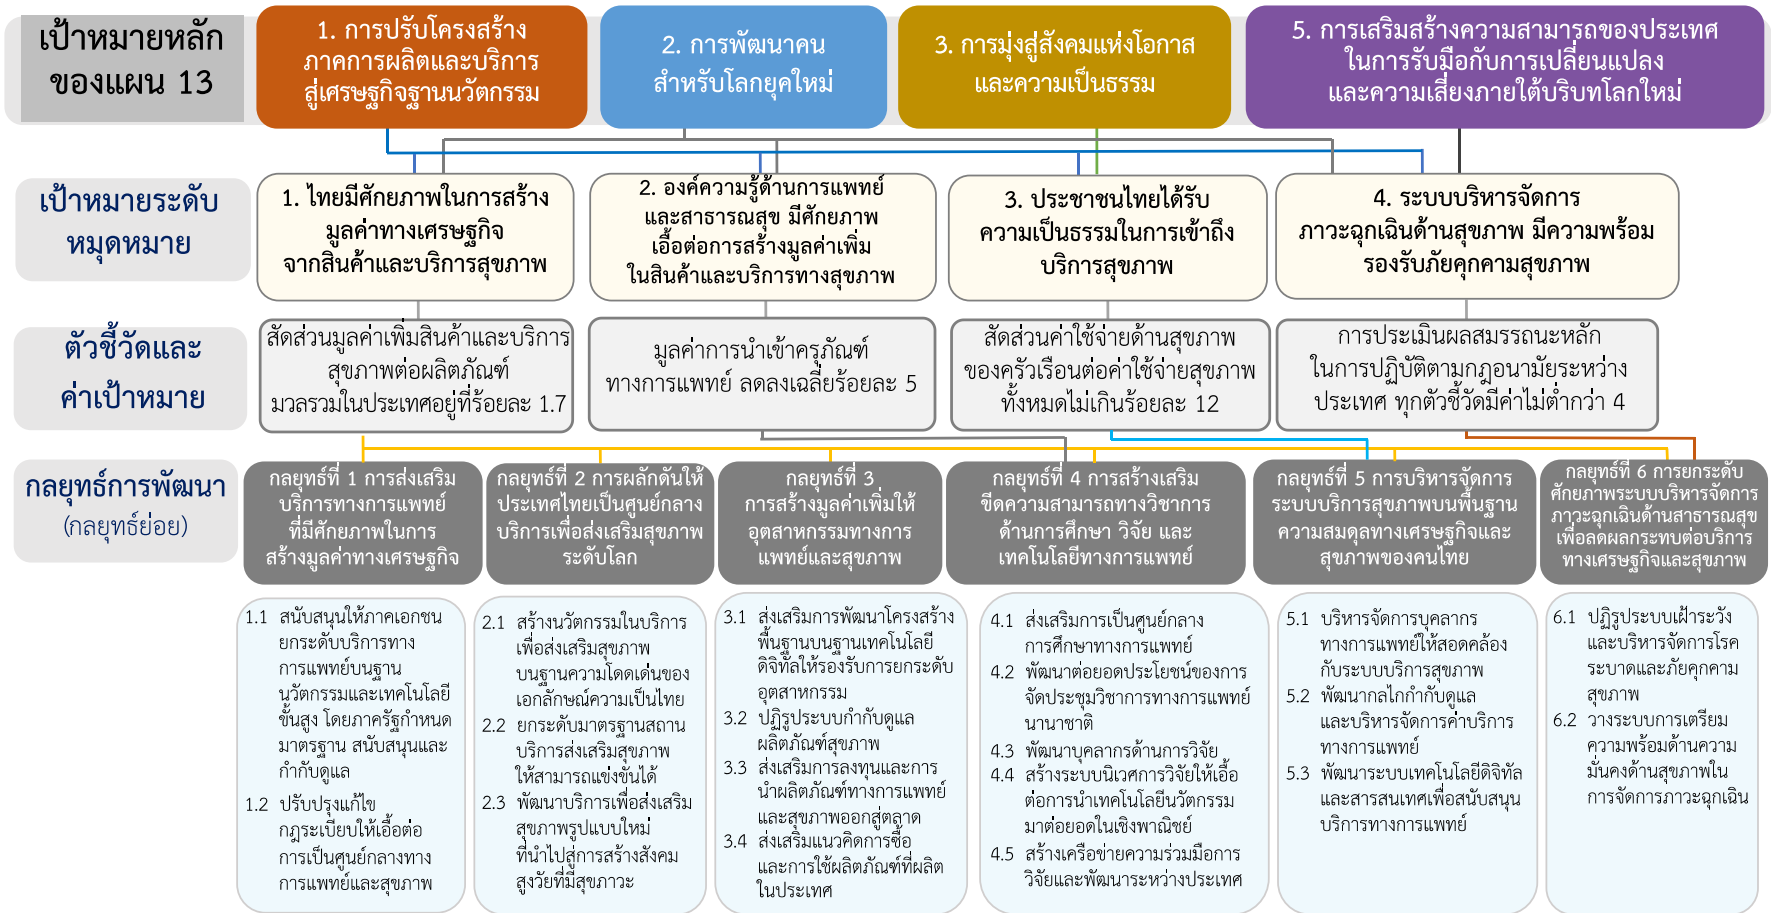 เป้าหมายหลัก
ของแผน 13
1. การปรับโครงสร้าง
ภาคการผลิตและบริการ
สู่เศรษฐกิจฐานนวัตกรรม
2. การพัฒนาคน
สำหรับโลกยุคใหม่
3. การมุ่งสู่สังคมแห่งโอกาส
และความเป็นธรรม
5. การเสริมสร้างความสามารถของประเทศ
ในการรับมือกับการเปลี่ยนแปลง
และความเสี่ยงภายใต้บริบทโลกใหม่
เป้าหมายระดับ
หมุดหมาย
1. ไทยมีศักยภาพในการสร้าง
มูลค่าทางเศรษฐกิจ
จากสินค้าและบริการสุขภาพ
2. องค์ความรู้ด้านการแพทย์
และสาธารณสุข มีศักยภาพ
เอื้อต่อการสร้างมูลค่าเพิ่ม
ในสินค้าและบริการทางสุขภาพ
3. ประชาชนไทยได้รับ
ความเป็นธรรมในการเข้าถึง
บริการสุขภาพ
4. ระบบบริหารจัดการ
ภาวะฉุกเฉินด้านสุขภาพ มีความพร้อม
รองรับภัยคุกคามสุขภาพ
ตัวชี้วัดและ
ค่าเป้าหมาย
สัดส่วนมูลค่าเพิ่มสินค้าและบริการ
สุขภาพต่อผลิตภัณฑ์
มวลรวมในประเทศอยู่ที่ร้อยละ 1.7
มูลค่าการนำเข้าครุภัณฑ์
ทางการแพทย์ ลดลงเฉลี่ยร้อยละ 5
สัดส่วนค่าใช้จ่ายด้านสุขภาพ
ของครัวเรือนต่อค่าใช้จ่ายสุขภาพ
ทั้งหมดไม่เกินร้อยละ 12
การประเมินผลสมรรถนะหลัก
ในการปฏิบัติตามกฎอนามัยระหว่าง
ประเทศ ทุกตัวชี้วัดมีค่าไม่ต่ำกว่า 4
กลยุทธ์การพัฒนา
(กลยุทธ์ย่อย)
กลยุทธ์ที่ 1 การส่งเสริม
บริการทางการแพทย์
ที่มีศักยภาพในการ
สร้างมูลค่าทางเศรษฐกิจ
กลยุทธ์ที่ 2 การผลักดันให้
ประเทศไทยเป็นศูนย์กลาง
บริการเพื่อส่งเสริมสุขภาพ
ระดับโลก
กลยุทธ์ที่ 3
การสร้างมูลค่าเพิ่มให้
อุตสาหกรรมทางการ
แพทย์และสุขภาพ
กลยุทธ์ที่ 4 การสร้างเสริม
ขีดความสามารถทางวิชาการ
ด้านการศึกษา วิจัย และ
เทคโนโลยีทางการแพทย์
กลยุทธ์ที่ 5 การบริหารจัดการ
ระบบบริการสุขภาพบนพื้นฐาน
ความสมดุลทางเศรษฐกิจและ
สุขภาพของคนไทย
กลยุทธ์ที่ 6 การยกระดับ
ศักยภาพระบบบริหารจัดการ
ภาวะฉุกเฉินด้านสาธารณสุข
เพื่อลดผลกระทบต่อบริการ
ทางเศรษฐกิจและสุขภาพ
1.1 สนับสนุนให้ภาคเอกชน
ยกระดับบริการทาง
การแพทย์บนฐาน
นวัตกรรมและเทคโนโลยี
ขั้นสูง โดยภาครัฐกำหนด
มาตรฐาน สนับสนุนและ
กำกับดูแล
1.2 ปรับปรุงแก้ไข
กฎระเบียบให้เอื้อต่อ
การเป็นศูนย์กลางทาง
การแพทย์และสุขภาพ
2.1 สร้างนวัตกรรมในบริการ
เพื่อส่งเสริมสุขภาพ
บนฐานความโดดเด่นของ
เอกลักษณ์ความเป็นไทย
2.2 ยกระดับมาตรฐานสถาน
บริการส่งเสริมสุขภาพ
ให้สามารถแข่งขันได้
2.3 พัฒนาบริการเพื่อส่งเสริม
สุขภาพรูปแบบใหม่
ที่นำไปสู่การสร้างสังคม
สูงวัยที่มีสุขภาวะ
3.1 ส่งเสริมการพัฒนาโครงสร้าง
พื้นฐานบนฐานเทคโนโลยี
ดิจิทัลให้รองรับการยกระดับ
อุตสาหกรรม
3.2 ปฏิรูประบบกำกับดูแล
ผลิตภัณฑ์สุขภาพ
3.3 ส่งเสริมการลงทุนและการ
นำผลิตภัณฑ์ทางการแพทย์
และสุขภาพออกสู่ตลาด
3.4 ส่งเสริมแนวคิดการซื้อ
และการใช้ผลิตภัณฑ์ที่ผลิต
ในประเทศ
4.1 ส่งเสริมการเป็นศูนย์กลาง
การศึกษาทางการแพทย์
4.2 พัฒนาต่อยอดประโยชน์ของการ
จัดประชุมวิชาการทางการแพทย์
นานาชาติ
4.3 พัฒนาบุคลากรด้านการวิจัย
4.4 สร้างระบบนิเวศการวิจัยให้เอื้อ
ต่อการนำเทคโนโลยีนวัตกรรม
มาต่อยอดในเชิงพาณิชย์
4.5 สร้างเครือข่ายความร่วมมือการ
วิจัยและพัฒนาระหว่างประเทศ
5.1 บริหารจัดการบุคลากร
ทางการแพทย์ให้สอดคล้อง
กับระบบบริการสุขภาพ
5.2 พัฒนากลไกกำกับดูแล
และบริหารจัดการค่าบริการ
ทางการแพทย์
5.3 พัฒนาระบบเทคโนโลยีดิจิทัล
และสารสนเทศเพื่อสนับสนุน
บริการทางการแพทย์
6.1 ปฏิรูประบบเฝ้าระวัง
และบริหารจัดการโรค
ระบาดและภัยคุกคาม
สุขภาพ
6.2 วางระบบการเตรียม
ความพร้อมด้านความ
มั่นคงด้านสุขภาพใน
การจัดการภาวะฉุกเฉิน